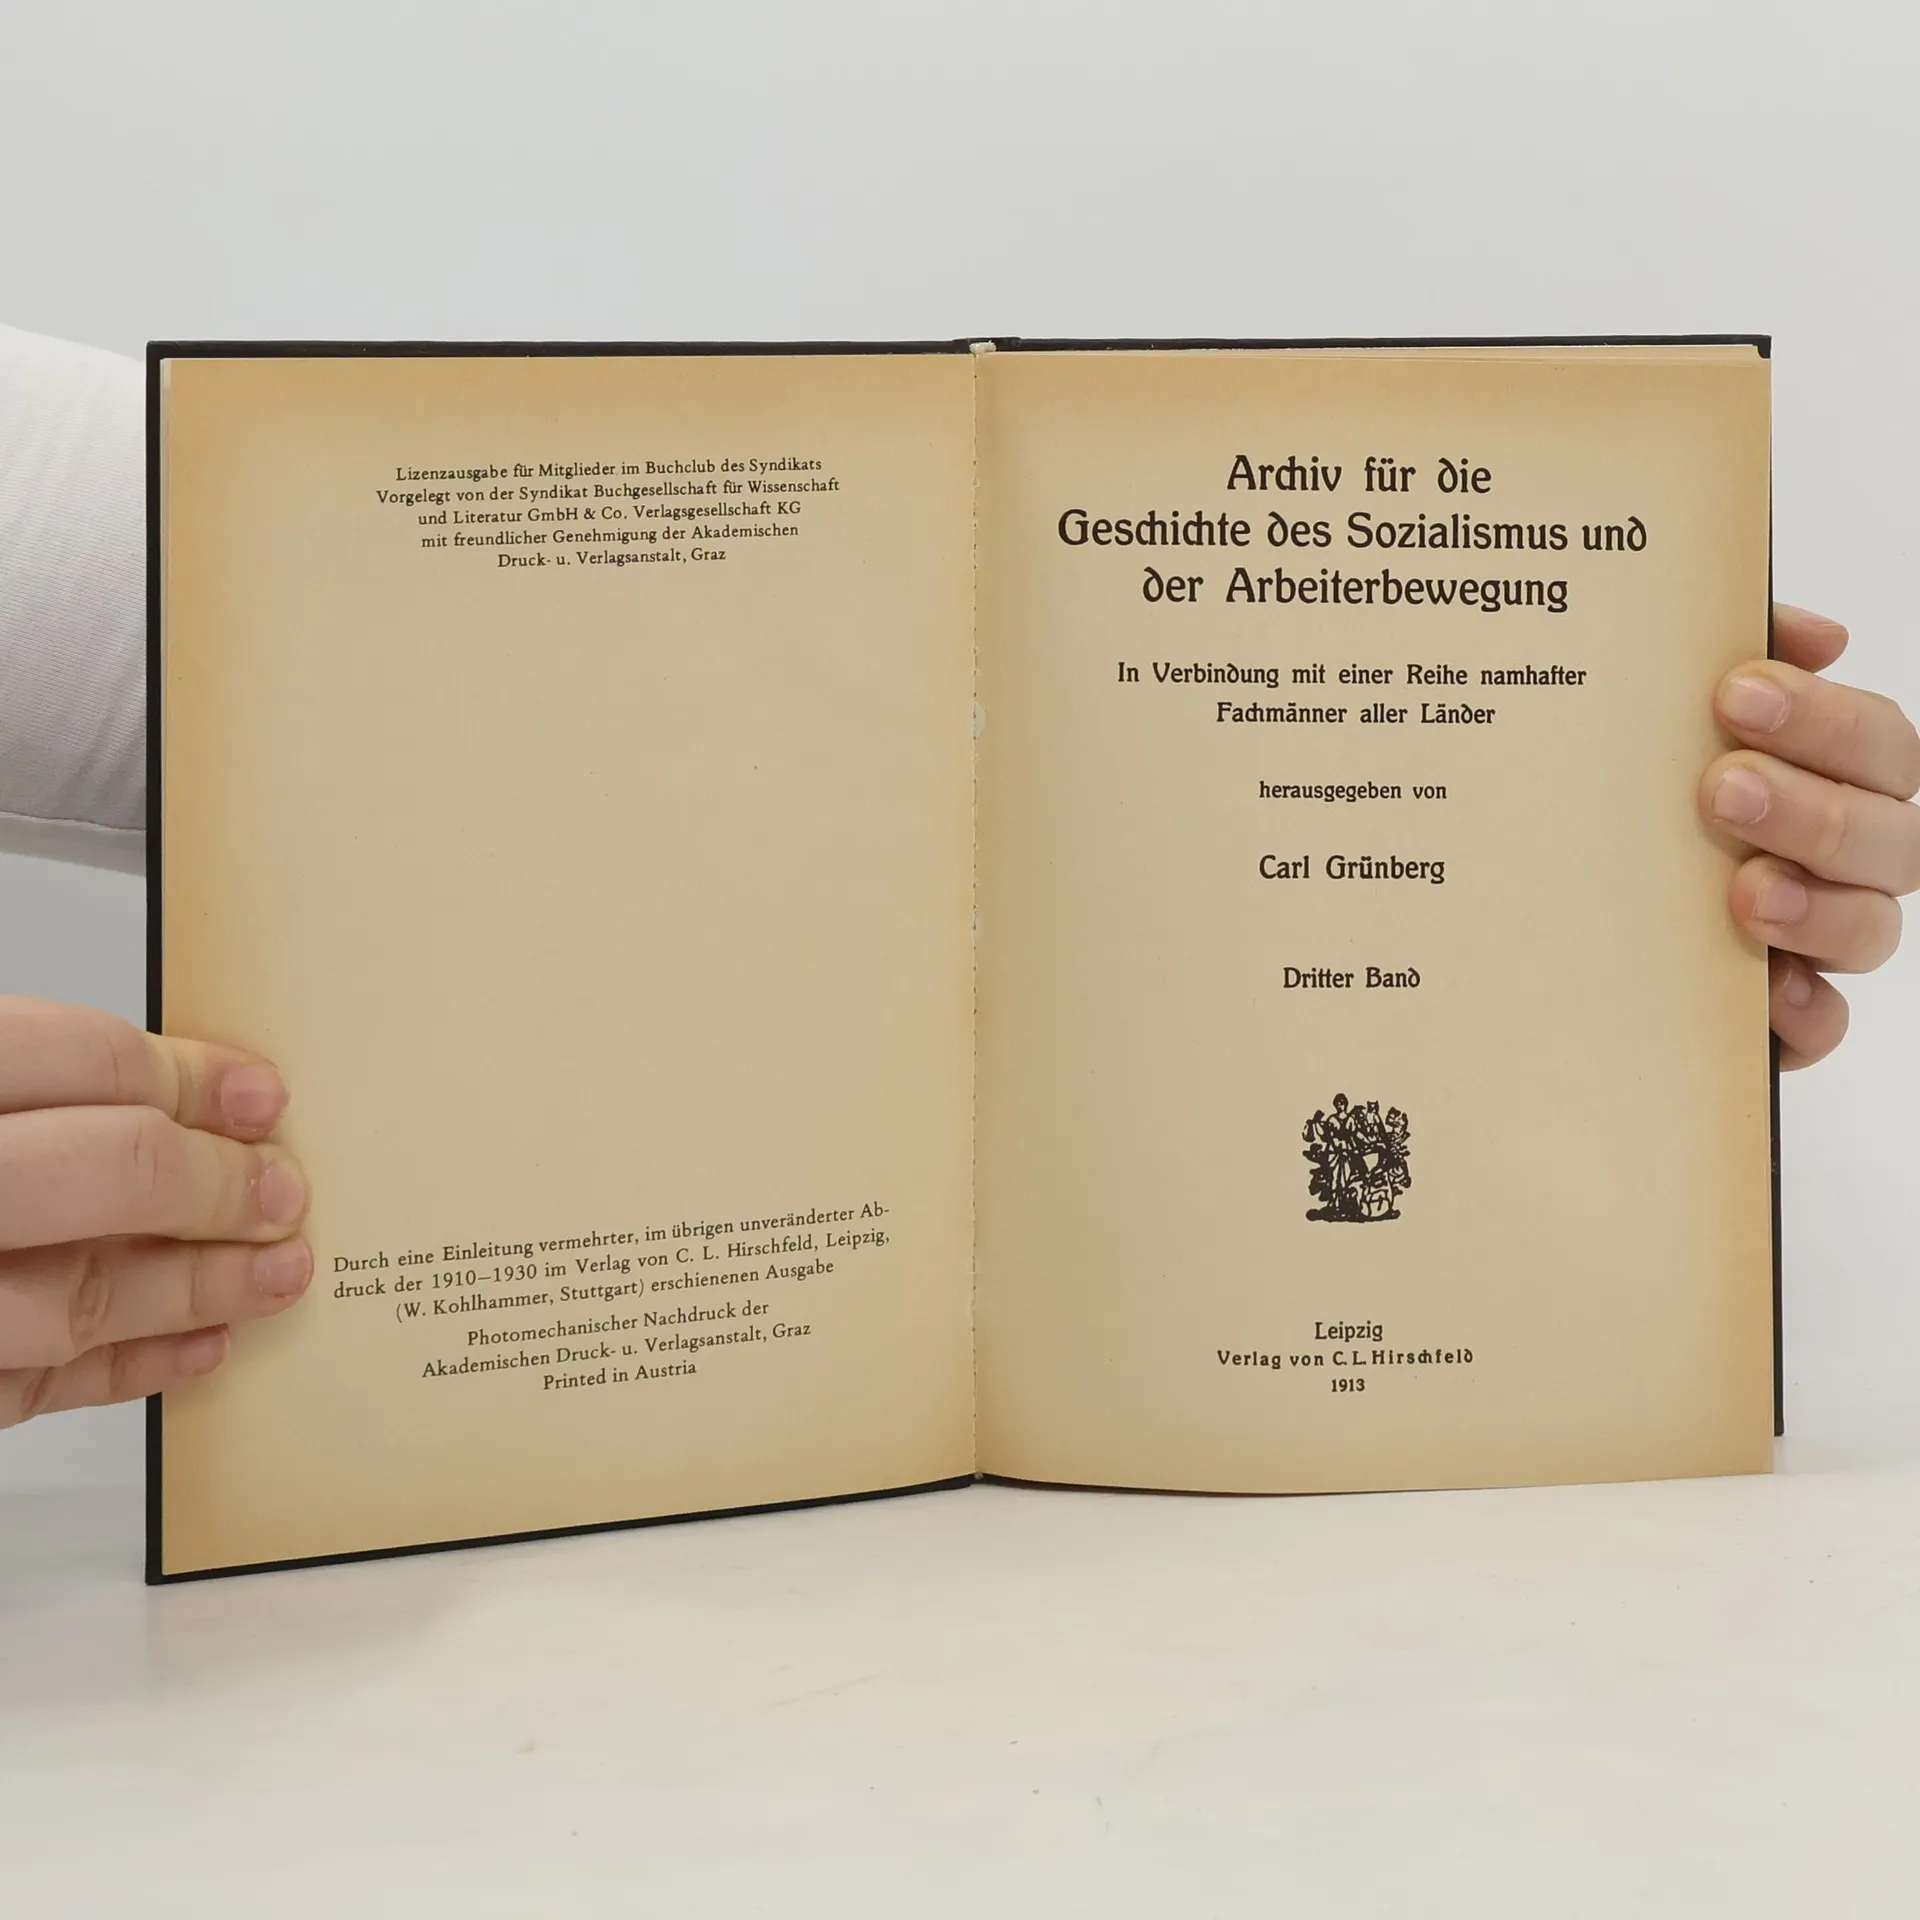 Lizenzausgabe für Mitglieder im Buchclub des Syndikats
Vorgelegt von der Syndikat Buchgesellschaft für Wissenschaft
und Literatur GmbH & Co. Verlagsgesellschaft KG
mit freundlicher Genehmigung der Akademischen
Druck- u. Verlagsanstalt, Graz
Durch eine Einleitung vermehrter, im übrigen unveränderter Ab-
druck der 1910–1930 im Verlag von C. L. Hirschfeld, Leipzig,
(W. Kohlhammer, Stuttgart) erschienenen Ausgabe
Photomechanischer Nachdruck der
Akademischen Druck- u. Verlagsanstalt, Graz
Printed in Austria
Archiv für die
Geschichte des Sozialismus und
der Arbeiterbewegung
In Verbindung mit einer Reihe namhafter
Fachmänner aller Länder
herausgegeben von
Carl Grünberg
Dritter Band
Leipzig
Verlag von C. L. Hirschfeld
1913